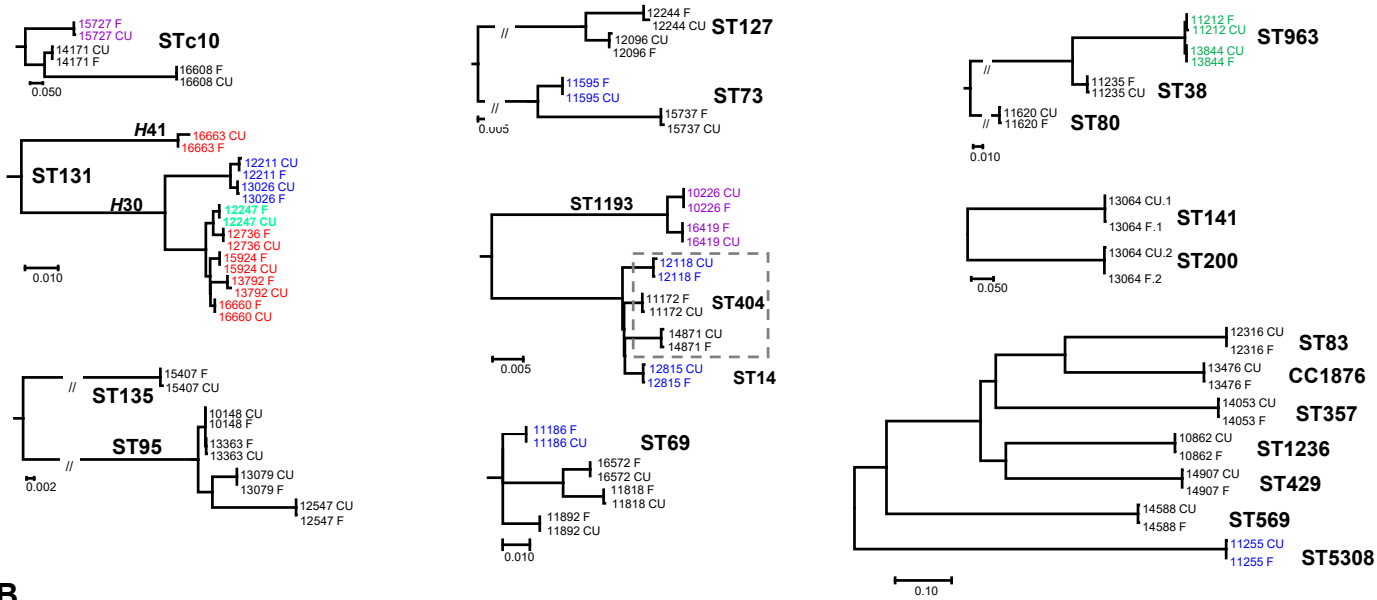 15727 F
15727 CU
STc10
14171 CU
14171 F
16608 F
16608 CU
0.050
H41
16663 CU
16663 F
ST131
12211 CU
12211 F
13026 CU
13026 F
H30
12247 F
12247 CU
12736 F
12736 CU
15924 F
15924 CU
13792 F
13792 CU
16660 F
16660 CU
0.010
15407 F
15407 CU
ST135
10148 CU
10148 F
ST95
13363 F
13363 CU
13079 CU
13079 F
0.002
12547 CU
12547 F
B
//
12244 F
12244 CU
ST127
12096 CU
12096 F
11595 F
11595 CU
ST73
//
0.005
15737 F
15737 CU
ST1193
10226 CU
10226 F
16419 F
16419 CU
12118 CU
12118 F
11172 F
11172 CU
ST404
14871 CU
14871 F
0.005
12815 CU
12815 F
ST14
11186 F
11186 CU
ST69
16572 F
16572 CU
11818 F
11818 CU
11892 F
11892 CU
0.010
11212 F
11212 CU
ST963
13844 CU
13844 F
//
11235 F
11235 CU
ST38
11620 CU
11620 F
//
ST80
0.010
13064 CU.1
13064 F.1
ST141
13064 CU.2
13064 F.2
ST200
0.050
12316 CU
12316 F
ST83
13476 CU
13476 F
CC1876
14053 CU
14053 F
ST357
10862 CU
10862 F
ST1236
14907 CU
14907 F
ST429
14588 CU
14588 F
ST569
11255 CU
11255 F
ST5308
0.10
//
//